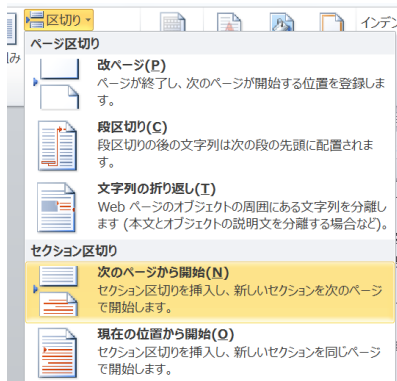 区切り
インデン
み
ページ区切り
改ページ(P)
ページが終了し、次のページが開始する位置を登録しま
す。
段区切り(C)
段区切りの後の文字列は次の段の先頭に配置されま
す。
文字列の折り返し(T)
Web ページのオブジェクトの周囲にある文字列を分離し
ます (本文とオブジェクトの説明文を分離する場合など)。
セクション区切り
次のページから開始(N)
セクション区切りを挿入し、新しいセクションを次のページ
で開始します。
現在の位置から開始(O)
セクション区切りを挿入し、新しいセクションを同じページ
で開始します。